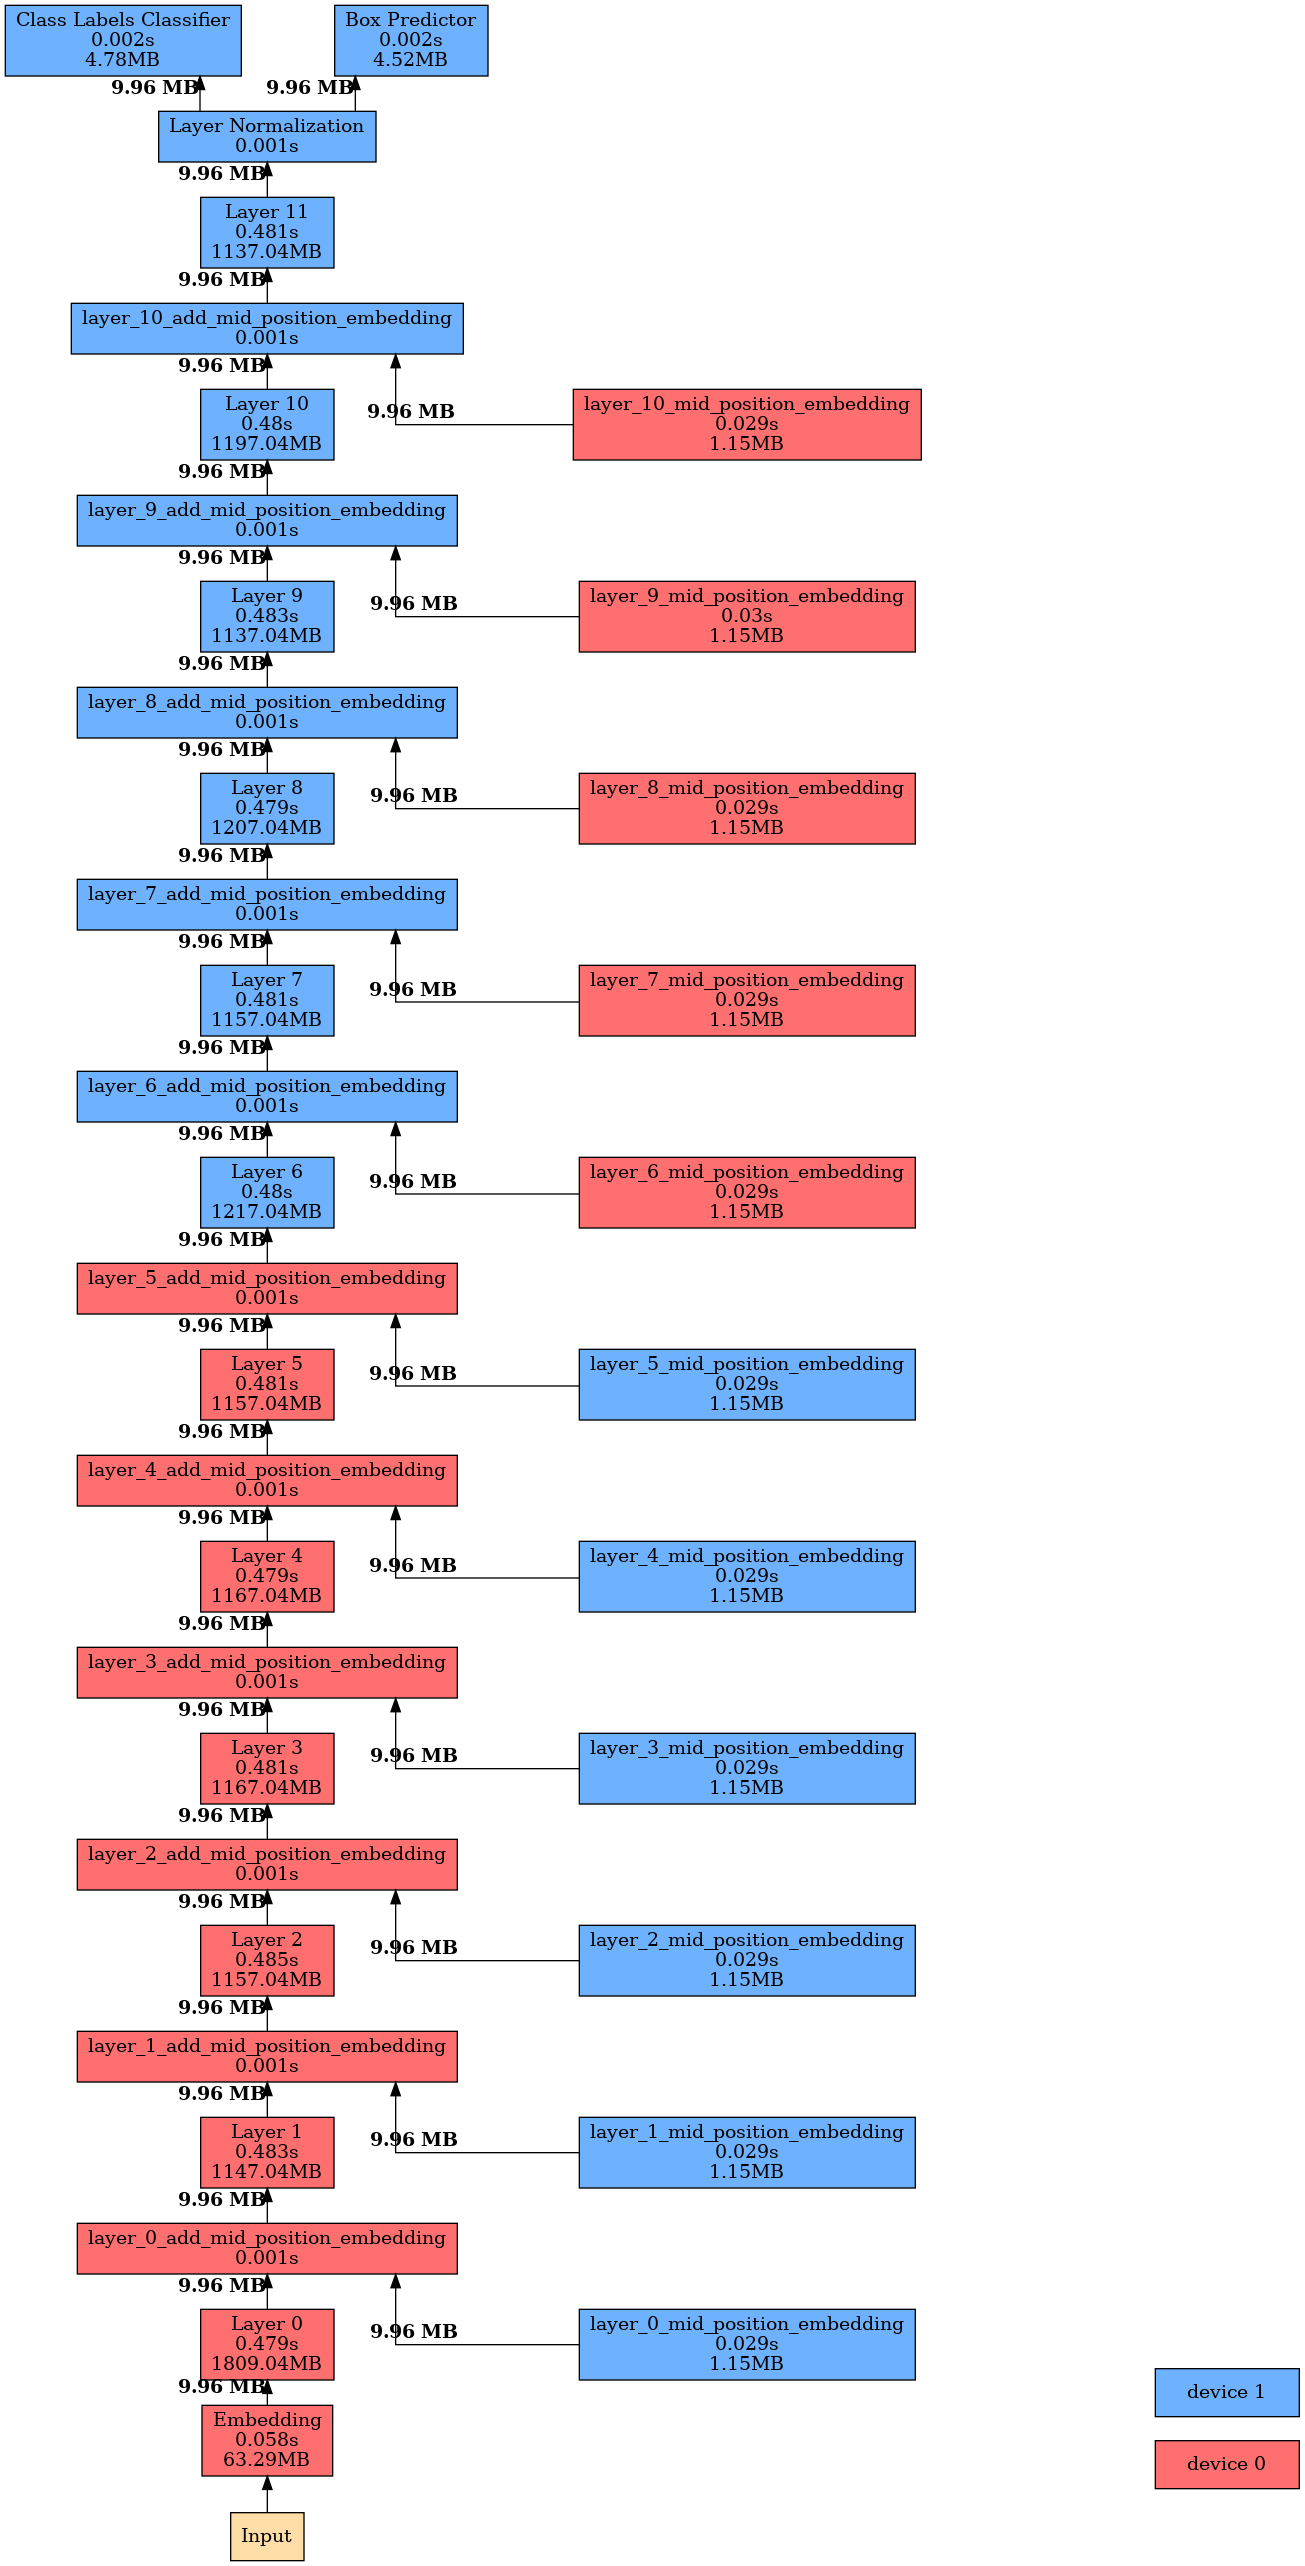 Class Labels Classifier
0.002s
4.78MB
Box Predictor
0.002s
4.52MB
9.96 MB
9.96 MB
Layer Normalization
0.001s
9.96 MB
Layer 11
0.481s
1137.04MB
9.96 MB
layer_10_add_mid_position_embedding
0.001s
9.96 MB
Layer 10
0.48s
1197.04MB
9.96 MB
layer_10_mid_position_embedding
0.029s
1.15MB
9.96 MB
layer_9_add_mid_position_embedding
0.001s
9.96 MB
Layer 9
0.483s
1137.04MB
9.96 MB
layer_9_mid_position_embedding
0.03s
1.15MB
9.96 MB
layer_8_add_mid_position_embedding
0.001s
9.96 MB
Layer 8
0.479s
1207.04MB
9.96 MB
layer_8_mid_position_embedding
0.029s
1.15MB
9.96 MB
layer_7_add_mid_position_embedding
0.001s
9.96 MB
Layer 7
0.481s
1157.04MB
9.96 MB
layer_7_mid_position_embedding
0.029s
1.15MB
9.96 MB
layer_6_add_mid_position_embedding
0.001s
9.96 MB
Layer 6
0.48s
1217.04MB
9.96 MB
layer_6_mid_position_embedding
0.029s
1.15MB
9.96 MB
layer_5_add_mid_position_embedding
0.001s
9.96 MB
Layer 5
0.481s
1157.04MB
9.96 MB
layer_5_mid_position_embedding
0.029s
1.15MB
9.96 MB
layer_4_add_mid_position_embedding
0.001s
9.96 MB
Layer 4
0.479s
1167.04MB
9.96 MB
layer_4_mid_position_embedding
0.029s
1.15MB
9.96 MB
layer_3_add_mid_position_embedding
0.001s
9.96 MB
Layer 3
0.481s
1167.04MB
9.96 MB
layer_3_mid_position_embedding
0.029s
1.15MB
9.96 MB
layer_2_add_mid_position_embedding
0.001s
9.96 MB
Layer 2
0.485s
1157.04MB
9.96 MB
layer_2_mid_position_embedding
0.029s
1.15MB
9.96 MB
layer_1_add_mid_position_embedding
0.001s
9.96 MB
Layer 1
0.483s
1147.04MB
9.96 MB
layer_1_mid_position_embedding
0.029s
1.15MB
9.96 MB
layer_0_add_mid_position_embedding
0.001s
9.96 MB
Layer 0
0.479s
1809.04MB
9.96 MB
layer_0_mid_position_embedding
0.029s
1.15MB
9.96 MB
Embedding
0.058s
63.29MB
Input
device 1
device 0